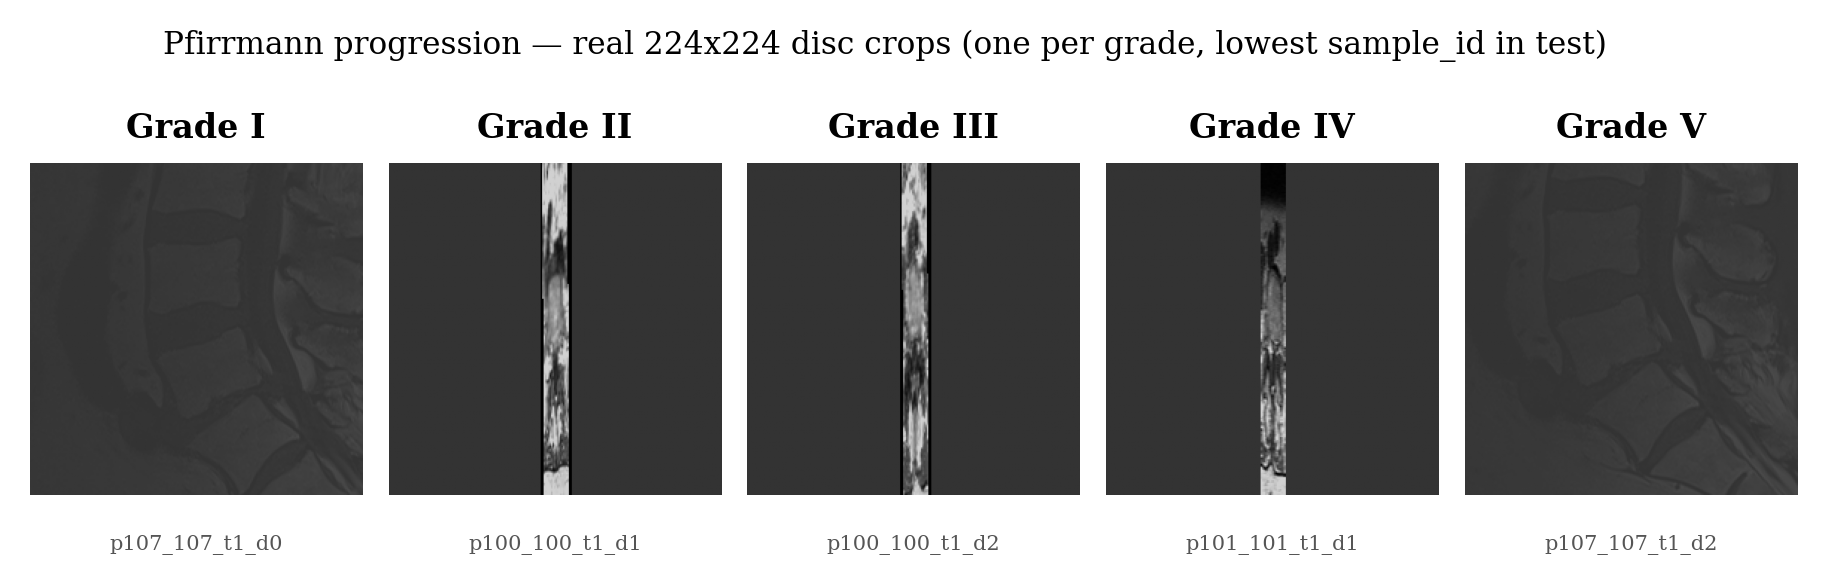 Pfirrmann progression — real 224x224 disc crops (one per grade, lowest sample_id in test)
Grade I Grade II Grade III Grade IV Grade V
p107_107_t1_d0 p100_100_t1_d1 p100_100_t1_d2 p101_101_t1_d1 p107_107_t1_d2